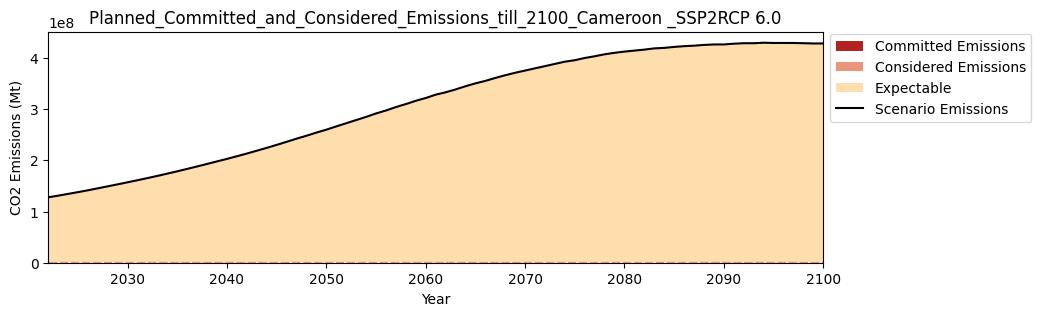 Planned_Committed_and_Considered_Emissions_till_2100_Cameroon _SSP2RCP 6.0
1e8
4
3
2
1
0
CO2 Emissions (Mt)
2030 2040 2050 2060 2070 2080 2090 2100
Year
Committed Emissions
Considered Emissions
Expectable
Scenario Emissions